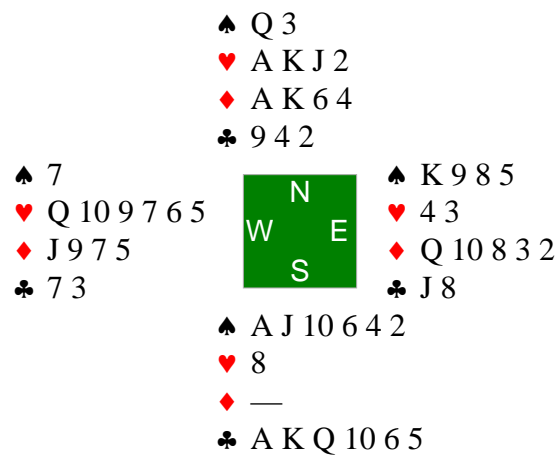 ♠ Q 3
♥ A K J 2
♦ A K 6 4
♣ 9 4 2
♠ 7
♥ Q 10 9 7 6 5
♦ J 9 7 5
♣ 7 3
N
W E
S
♠ K 9 8 5
♥ 4 3
♦ Q 10 8 3 2
♣ J 8
♠ A J 10 6 4 2
♥ 8
♦ —
♣ A K Q 10 6 5